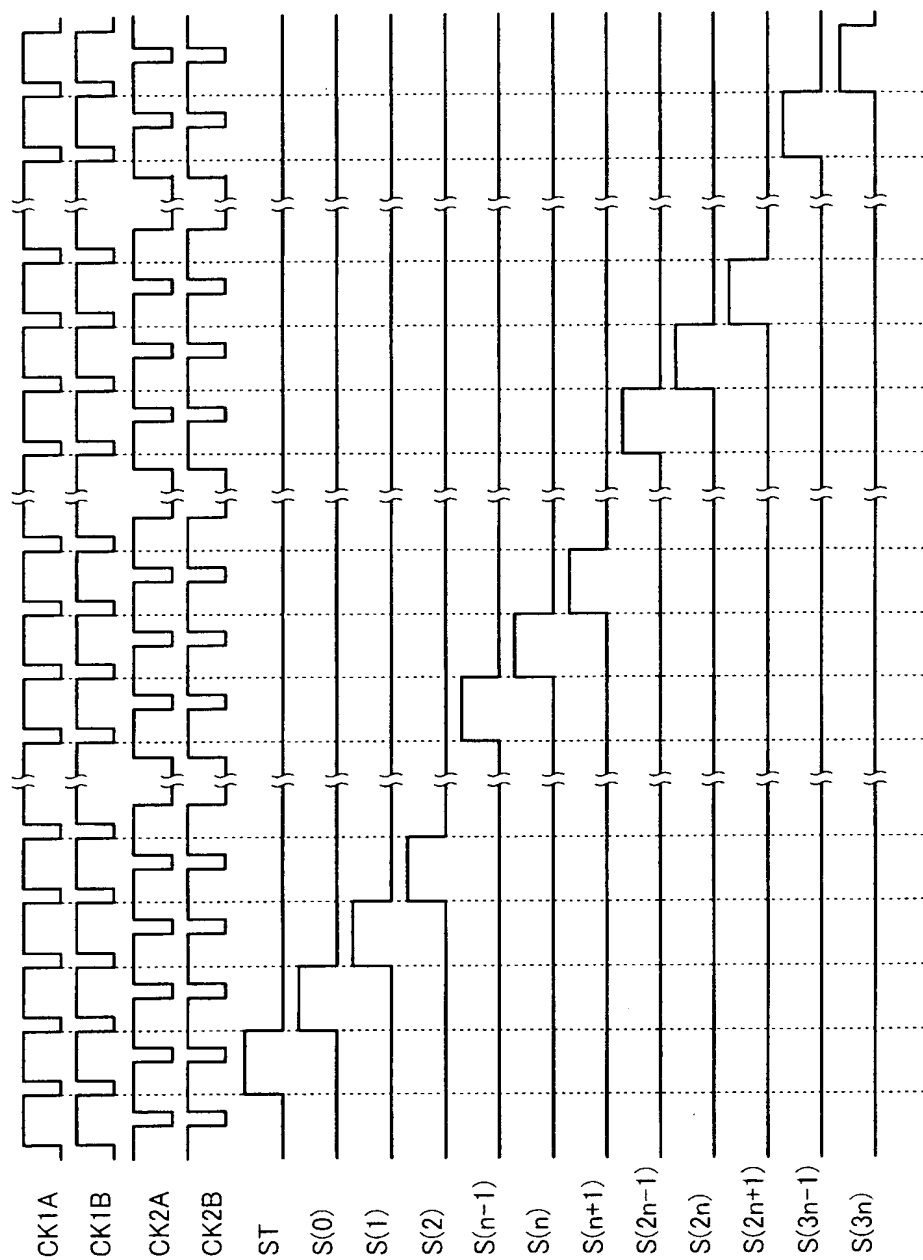 CK1A
CK1B
CK2A
CK2B
ST
S(0)
S(1)
S(2)
S(n-1)
S(n)
S(n+1)
S(2n-1)
S(2n)
S(2n+1)
S(3n-1)
S(3n)